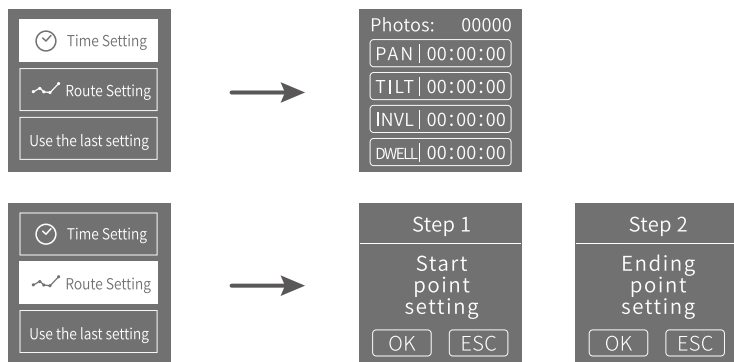 Time Setting
Route Setting
Use the last setting
Photos: 00000
PAN 00:00:00
TILT 00:00:00
INVL 00:00:00
DWELL 00:00:00
Time Setting
Route Setting
Use the last setting
Step 1
Start
point
setting
OK ESC
Step 2
Ending
point
setting
OK ESC